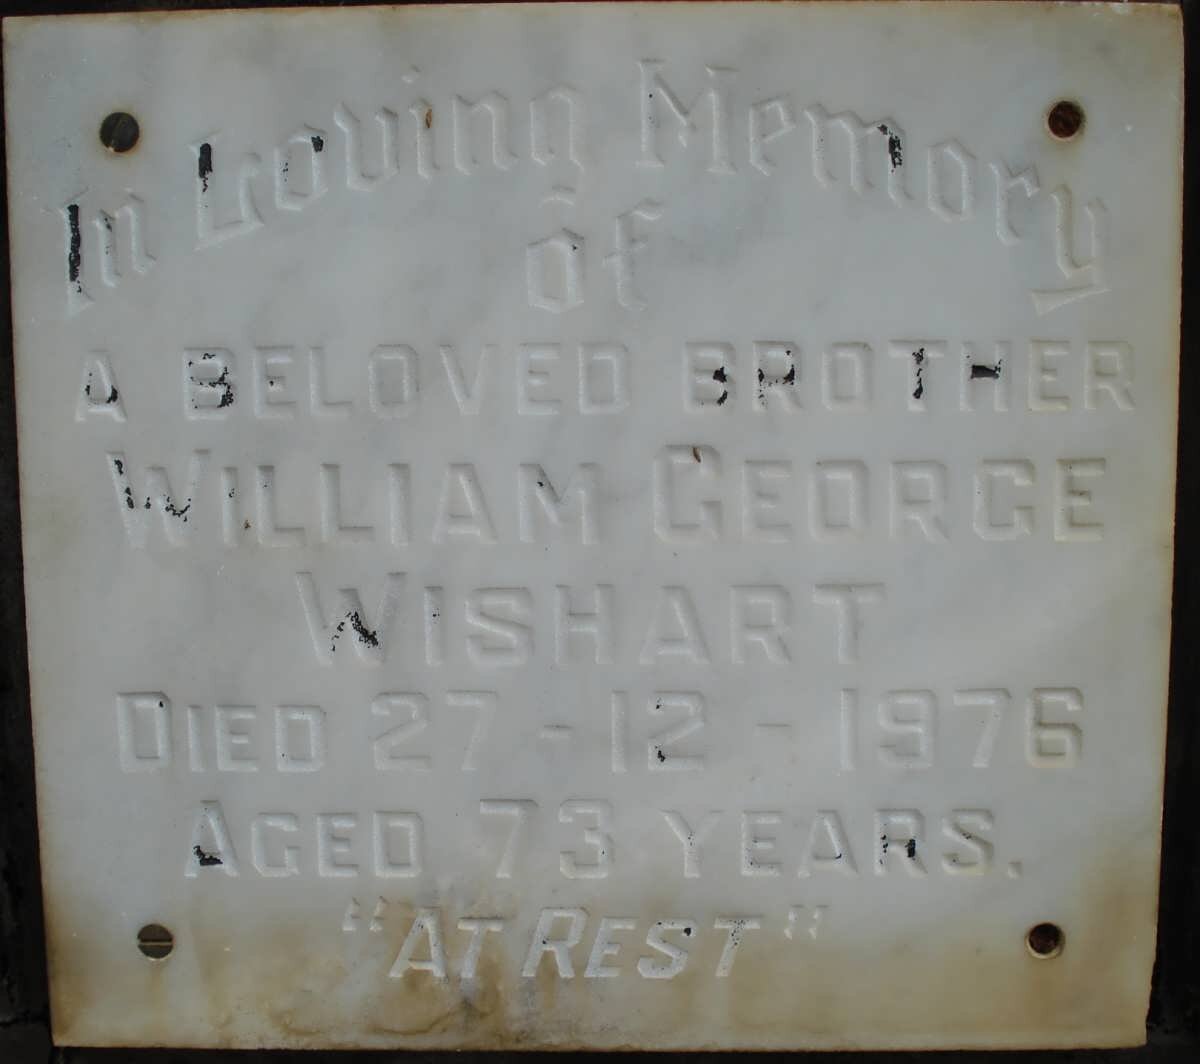 In Loving Memory
of
A BELOVED BROTHER
WILLIAM GEORGE
WISHART
DIED 27-12-1976
AGED 73 YEARS.
"AT REST"